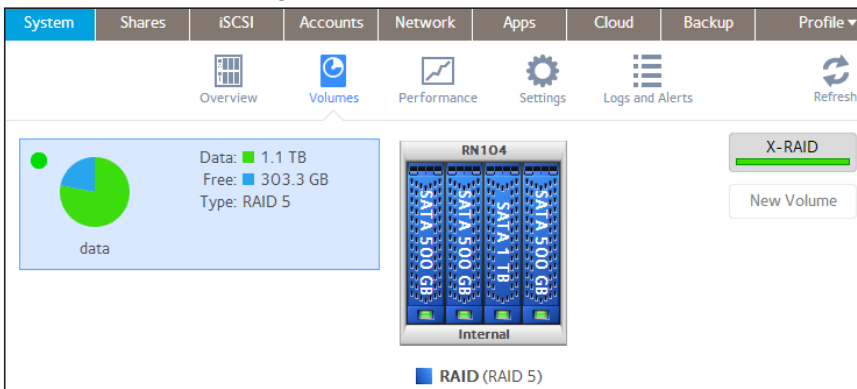 System Shares iSCSI Accounts Network Apps Cloud Backup Profile ▾
Overview Volumes Performance Settings Logs and Alerts Refresh
Data: 1.1 TB
Free: 303.3 GB
Type: RAID 5
data
RN104
SATA 500 GB
SATA 500 GB
SATA 1 TB
SATA 500 GB
Internal
RAID (RAID 5)
X-RAID
New Volume